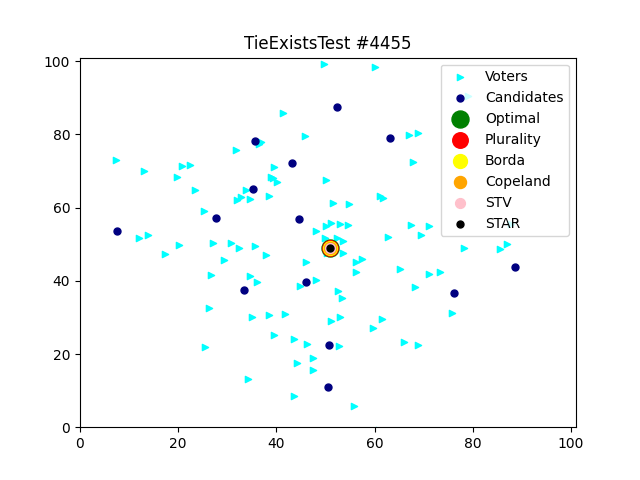 TieExistsTest #4455
Voters
Candidates
Optimal
Plurality
Borda
Copeland
STV
STAR
100
80
60
40
20
0
0 20 40 60 80 100